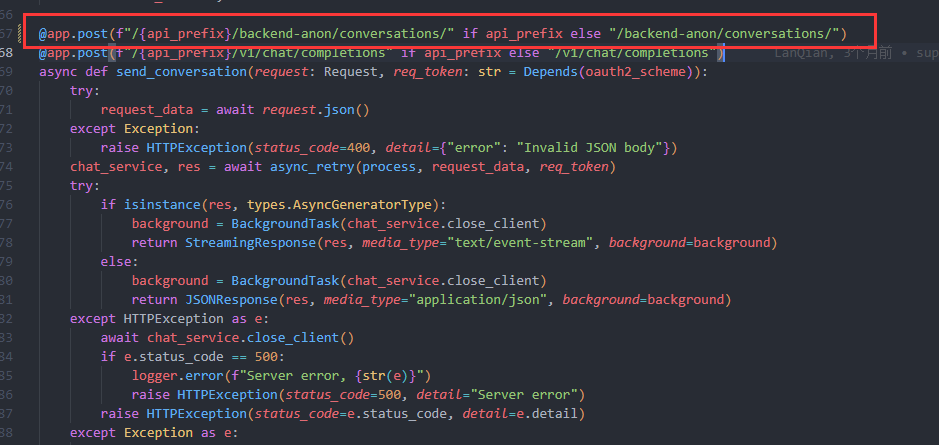 66
67 @app.post(f"/{api_prefix}/backend-anon/conversations/" if api_prefix else "/backend-anon/conversations/")
68 @app.post(f"/{api_prefix}/v1/chat/completions" if api_prefix else "/v1/chat/completions") LanQian, 3个月前 • sup
69 async def send_conversation(request: Request, req_token: str = Depends(oauth2_scheme)):
70 try:
71 request_data = await request.json()
72 except Exception:
73 raise HTTPException(status_code=400, detail={"error": "Invalid JSON body"})
74 chat_service, res = await async_retry(process, request_data, req_token)
75 try:
76 if isinstance(res, types.AsyncGeneratorType):
77 background = BackgroundTask(chat_service.close_client)
78 return StreamingResponse(res, media_type="text/event-stream", background=background)
79 else:
80 background = BackgroundTask(chat_service.close_client)
81 return JSONResponse(res, media_type="application/json", background=background)
82 except HTTPException as e:
83 await chat_service.close_client()
84 if e.status_code == 500:
85 logger.error(f"Server error, {str(e)}")
86 raise HTTPException(status_code=500, detail="Server error")
87 raise HTTPException(status_code=e.status_code, detail=e.detail)
88 except Exception as e: